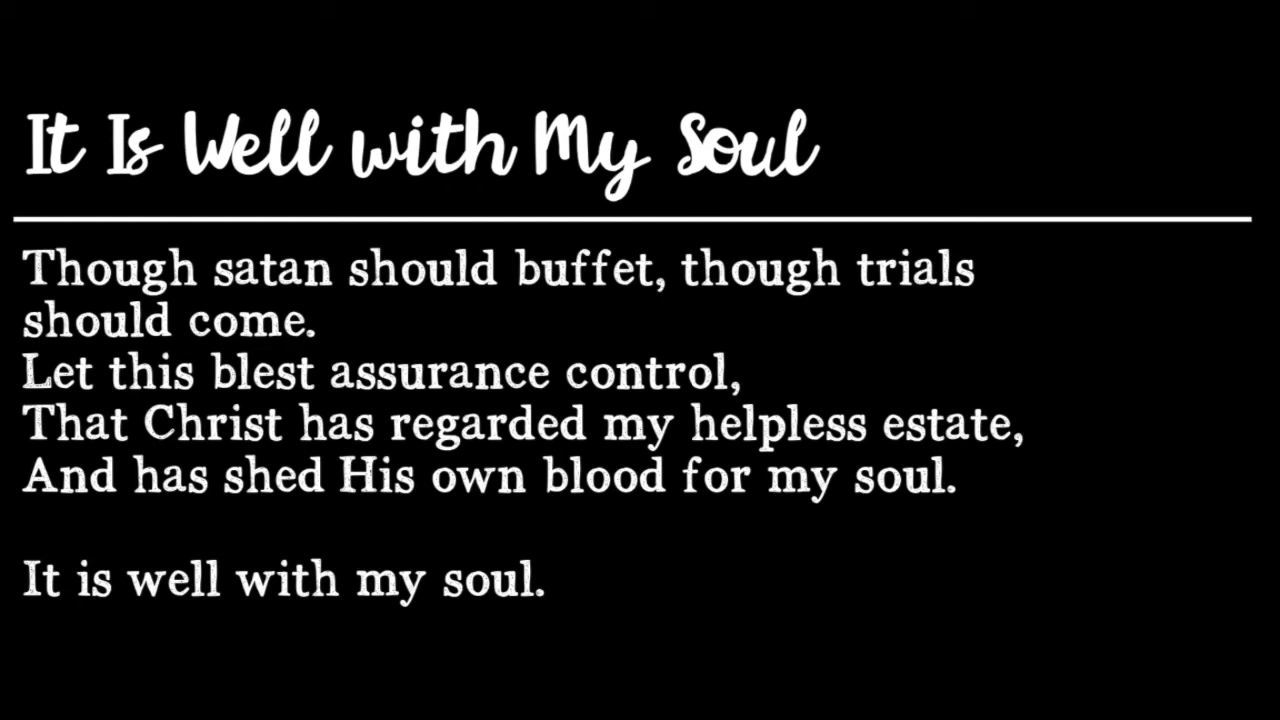 It Is Well with My Soul
Though satan should buffet, though trials
should come.
Let this blest assurance control,
That Christ has regarded my helpless estate,
And has shed His own blood for my soul.
It is well with my soul.